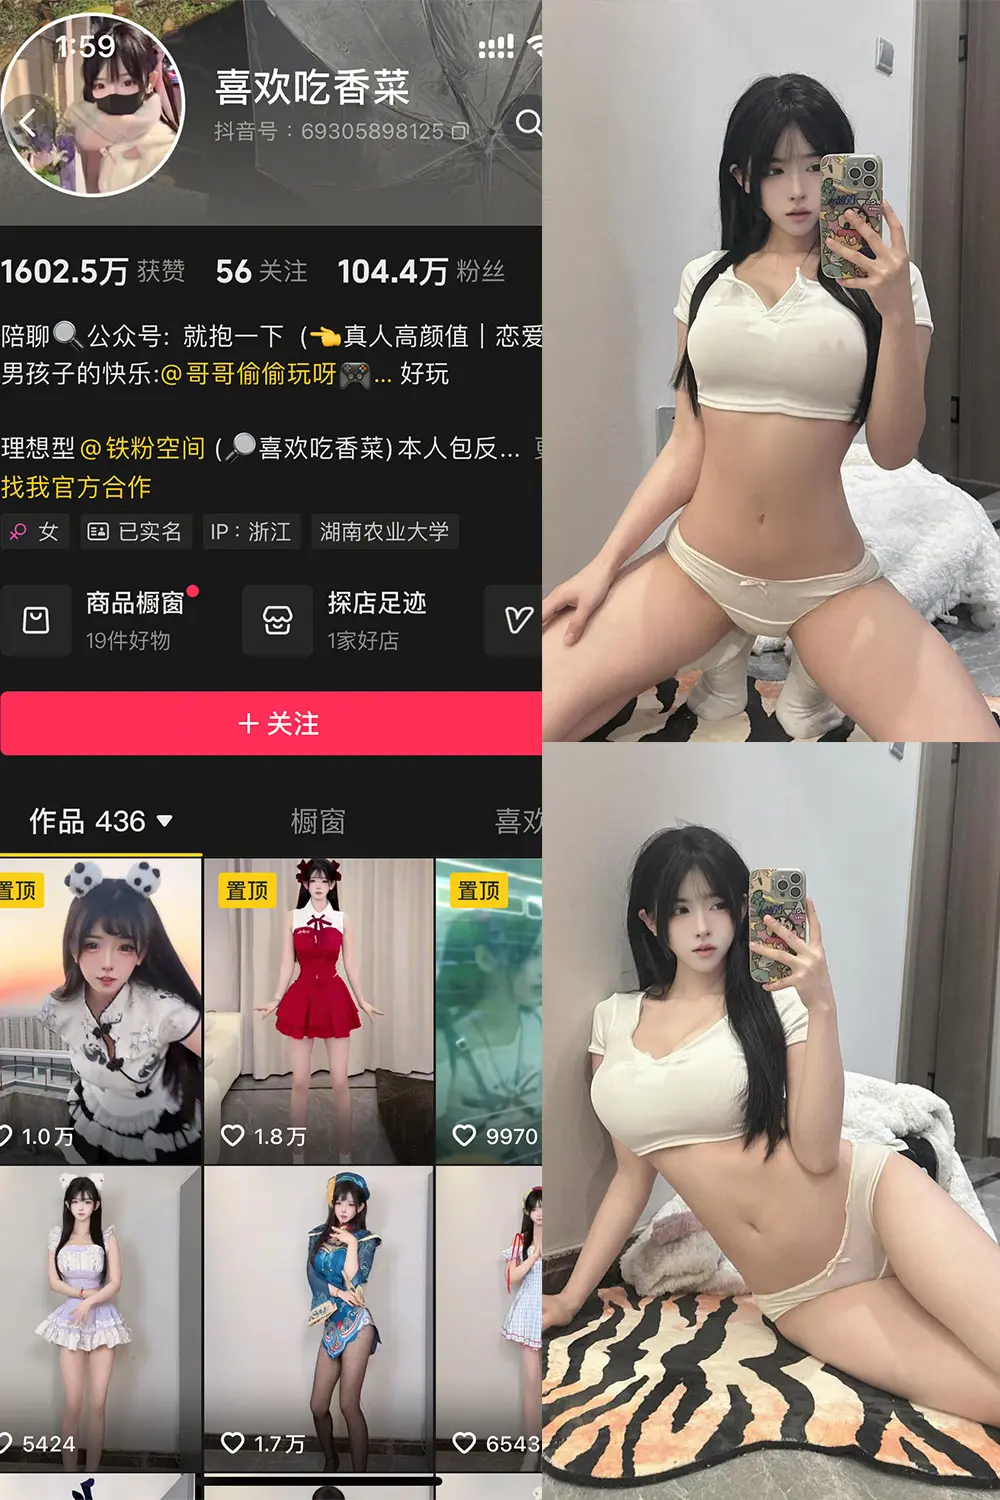 1:59
喜欢吃香菜
抖音号：69305898125
1602.5万 获赞 56 关注 104.4万 粉丝
陪聊🔍公众号: 就抱一下 (👉真人高颜值｜恋爱
男孩子的快乐:@哥哥偷偷玩呀🎮... 好玩
理想型@铁粉空间 (🔎喜欢吃香菜)本人包反...
找我官方合作
女 已实名 IP：浙江 湖南农业大学
商品橱窗 探店足迹
19件好物 1家好店
＋关注
作品 436 橱窗 喜欢
置顶 置顶 置顶
1.0万 1.8万 9970
5424 1.7万 6543